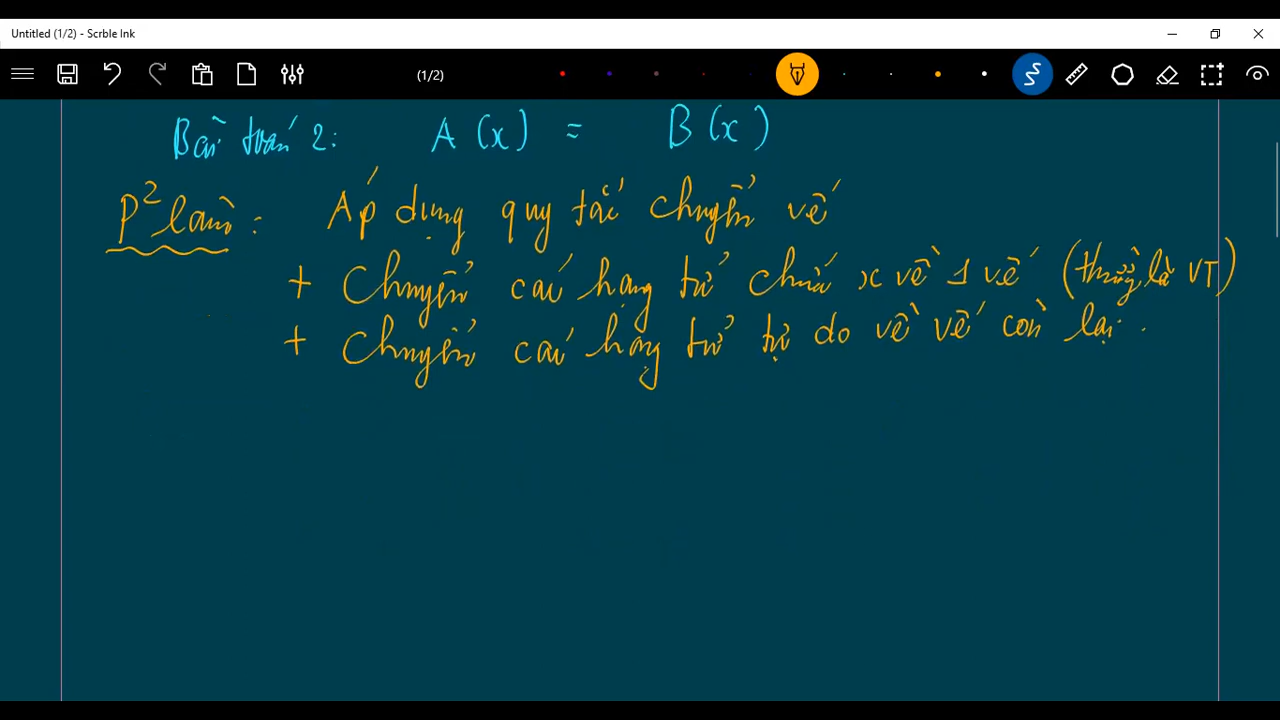 Untitled (1/2) - Scrble Ink
(1/2)
Bài toán 2: A(x) = B(x)
P² làm: Áp dụng quy tắc chuyển vế
+ Chuyển các hạng tử chứa x về 1 vế (thường là VT)
+ Chuyển các hạng tử tự do về vế còn lại.